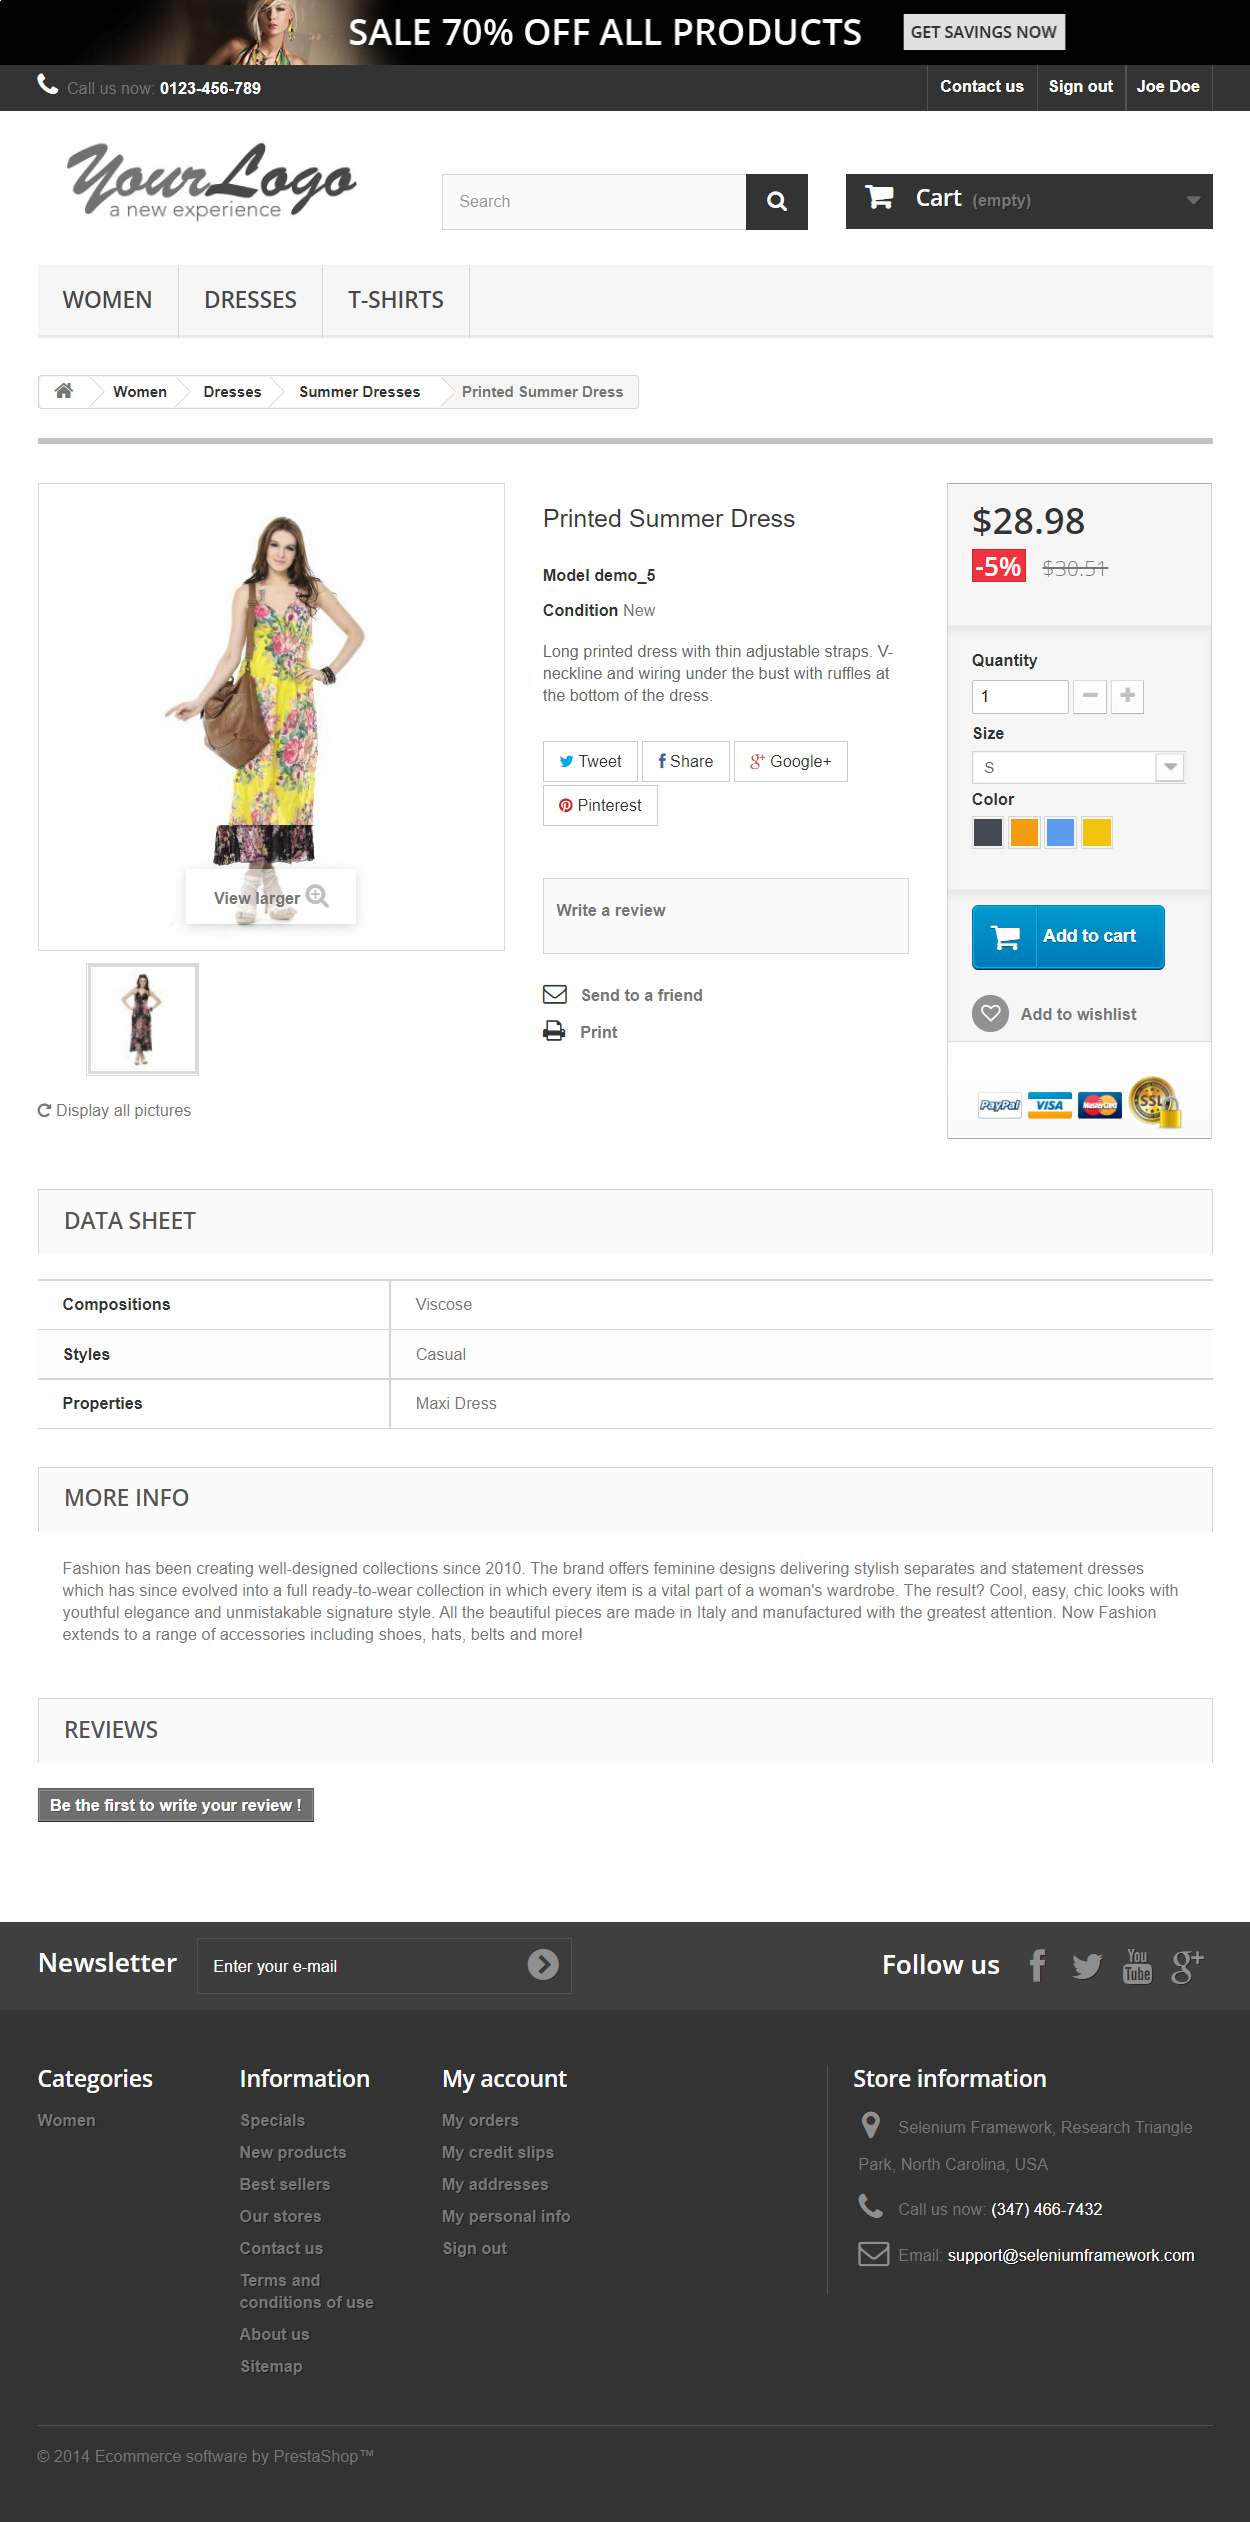 SALE 70% OFF ALL PRODUCTS GET SAVINGS NOW
Call us now: 0123-456-789 Contact us Sign out Joe Doe
YourLogo
a new experience
Search
Cart (empty)
WOMEN DRESSES T-SHIRTS
Women Dresses Summer Dresses Printed Summer Dress
View larger
Display all pictures
Printed Summer Dress
Model demo_5
Condition New
Long printed dress with thin adjustable straps. V-
neckline and wiring under the bust with ruffles at
the bottom of the dress.
Tweet Share Google+
Pinterest
Write a review
Send to a friend
Print
$28.98
-5% $30.51
Quantity
1
Size
S
Color
Add to cart
Add to wishlist
PayPal VISA MasterCard SSL
DATA SHEET
Compositions Viscose
Styles Casual
Properties Maxi Dress
MORE INFO
Fashion has been creating well-designed collections since 2010. The brand offers feminine designs delivering stylish separates and statement dresses
which has since evolved into a full ready-to-wear collection in which every item is a vital part of a woman's wardrobe. The result? Cool, easy, chic looks with
youthful elegance and unmistakable signature style. All the beautiful pieces are made in Italy and manufactured with the greatest attention. Now Fashion
extends to a range of accessories including shoes, hats, belts and more!
REVIEWS
Be the first to write your review !
Newsletter Enter your e-mail
Follow us You Tube
Categories
Women
Information
Specials
New products
Best sellers
Our stores
Contact us
Terms and
conditions of use
About us
Sitemap
My account
My orders
My credit slips
My addresses
My personal info
Sign out
Store information
Selenium Framework, Research Triangle
Park, North Carolina, USA
Call us now: (347) 466-7432
Email: support@seleniumframework.com
© 2014 Ecommerce software by PrestaShop™